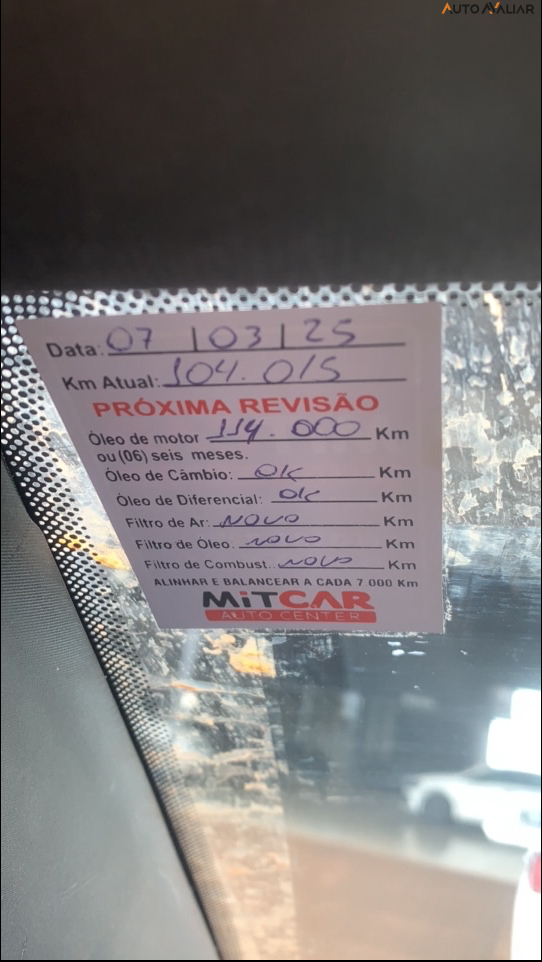 AUTOAVALIAR
Data: 07 | 03 | 25
Km Atual: 104.015
PRÓXIMA REVISÃO
Óleo de motor 114.000 Km
ou (06) seis meses.
Óleo de Câmbio: OK Km
Óleo de Diferencial: OK Km
Filtro de Ar: NOVO Km
Filtro de Óleo. NOVO Km
Filtro de Combust.. NOVO Km
ALINHAR E BALANCEAR A CADA 7.000 Km
MiTCAR
AUTO CENTER